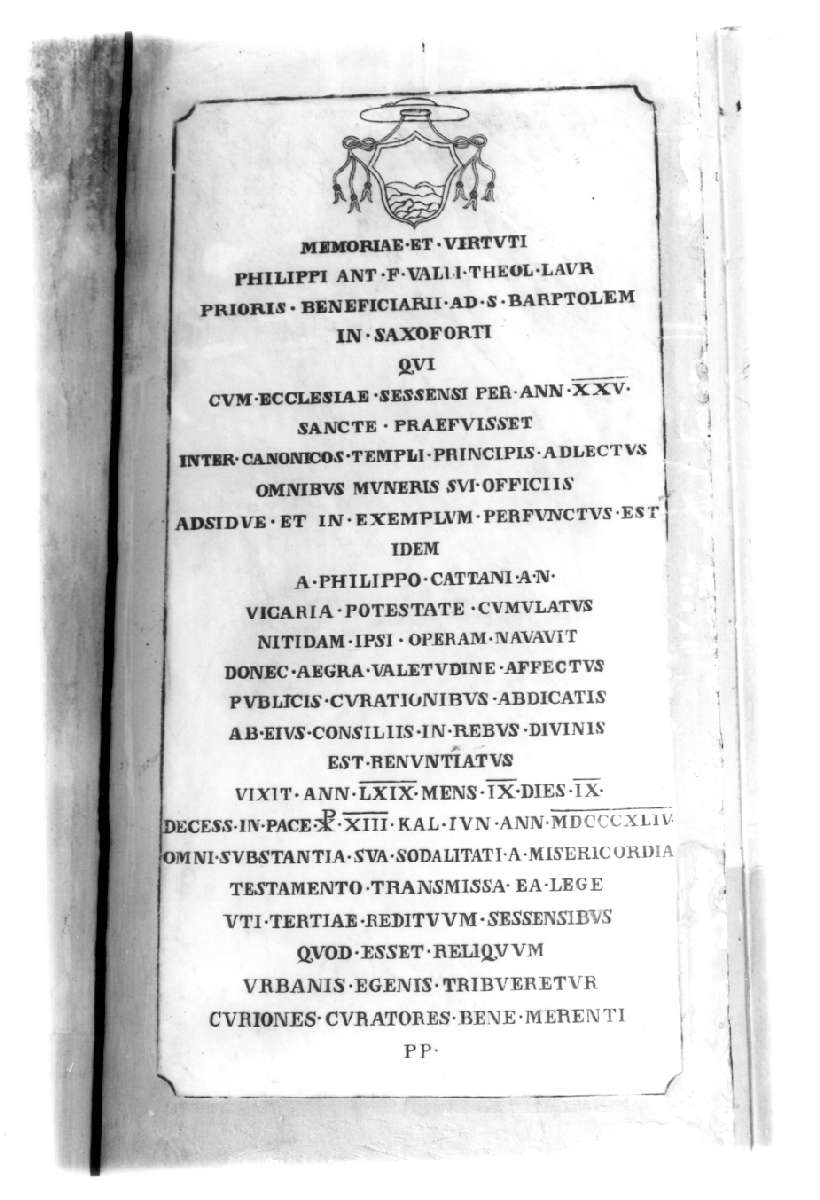 MEMORIAE·ET·VIRTVTI
PHILIPPI ANT·F·VALLI·THEOL·LAVR
PRIORIS·BENEFICIARII·AD·S·BARPTOLEM
IN·SAXOFORTI
QVI
CVM·ECCLESIAE·SESSENSI PER·ANN·XXV·
SANCTE·PRAEFVISSET
INTER·CANONICOS·TEMPLI·PRINCIPIS·ADLECTVS
OMNIBVS MVNERIS SVI·OFFICIIS
ADSIDVE·ET IN·EXEMPLVM·PERFVNCTVS·EST
IDEM
A·PHILIPPO·CATTANI·A·N·
VICARIA·POTESTATE·CVMVLATVS
NITIDAM·IPSI·OPERAM·NAVAVIT
DONEC·AEGRA·VALETVDINE·AFFECTVS
PVBLICIS·CVRATIONIBVS·ABDICATIS
AB·EIVS·CONSILIIS·IN·REBVS·DIVINIS
EST·RENVNTIATVS
VIXIT·ANN·LXIX·MENS·IX·DIES·IX·
DECESS·IN·PACE·☧·XIII·KAL·IVN·ANN·MDCCCXLIV·
OMNI·SVBSTANTIA·SVA·SODALITATI·A·MISERICORDIA
TESTAMENTO·TRANSMISSA·EA·LEGE
VTI·TERTIAE·REDITVVM·SESSENSIBVS
QVOD·ESSET·RELIQVVM
VRBANIS·EGENIS·TRIBVERETVR
CVRIONES·CVRATORES·BENE·MERENTI
PP·